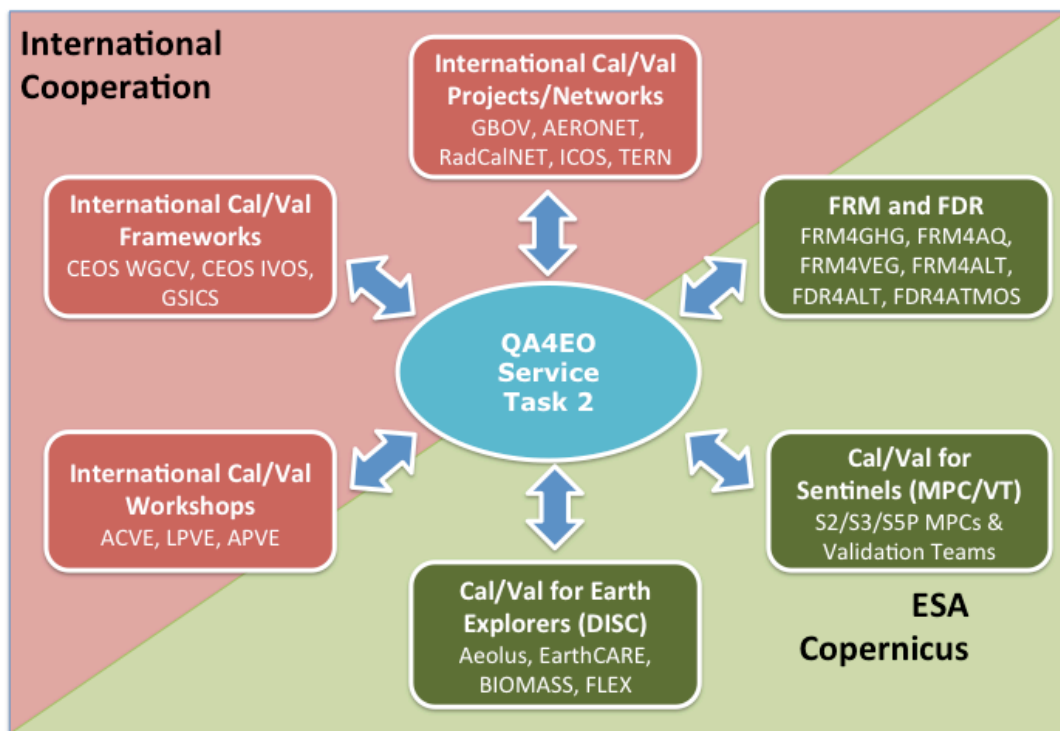 International
Cooperation
International Cal/Val
Projects/Networks
GBOV, AERONET,
RadCalNET, ICOS, TERN
International Cal/Val
Frameworks
CEOS WGCV, CEOS IVOS,
GSICS
FRM and FDR
FRM4GHG, FRM4AQ,
FRM4VEG, FRM4ALT,
FDR4ALT, FDR4ATMOS
QA4EO
Service
Task 2
International Cal/Val
Workshops
ACVE, LPVE, APVE
Cal/Val for
Sentinels (MPC/VT)
S2/S3/S5P MPCs &
Validation Teams
Cal/Val for Earth
Explorers (DISC)
Aeolus, EarthCARE,
BIOMASS, FLEX
ESA
Copernicus